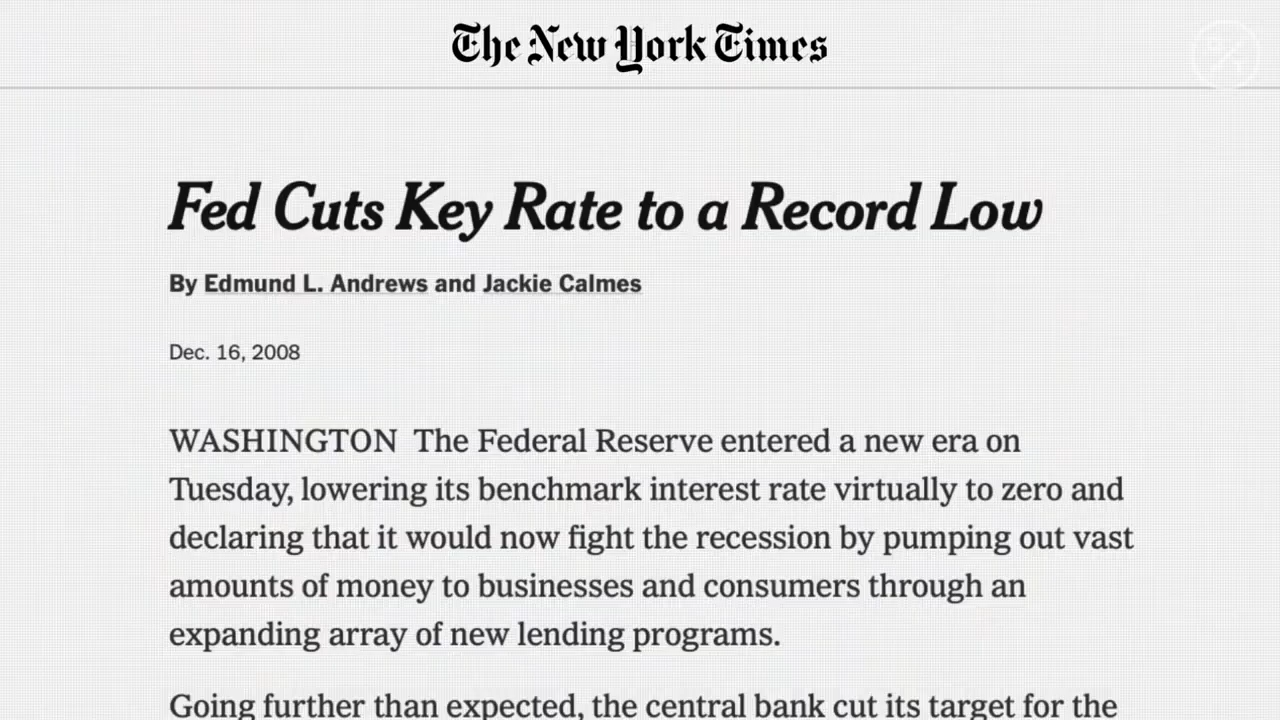 The New York Times
Fed Cuts Key Rate to a Record Low
By Edmund L. Andrews and Jackie Calmes
Dec. 16, 2008
WASHINGTON The Federal Reserve entered a new era on
Tuesday, lowering its benchmark interest rate virtually to zero and
declaring that it would now fight the recession by pumping out vast
amounts of money to businesses and consumers through an
expanding array of new lending programs.
Going further than expected, the central bank cut its target for the